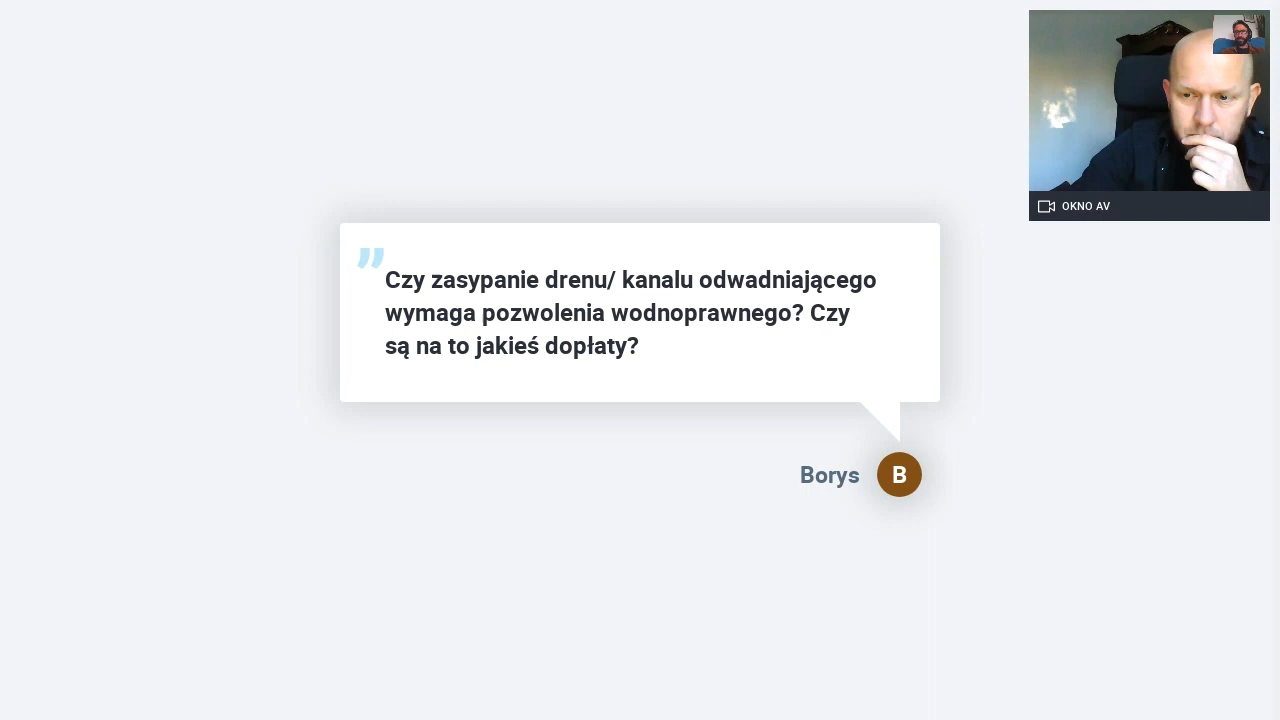 OKNO AV
”
Czy zasypanie drenu/ kanalu odwadniającego
wymaga pozwolenia wodnoprawnego? Czy
są na to jakieś dopłaty?
Borys
B